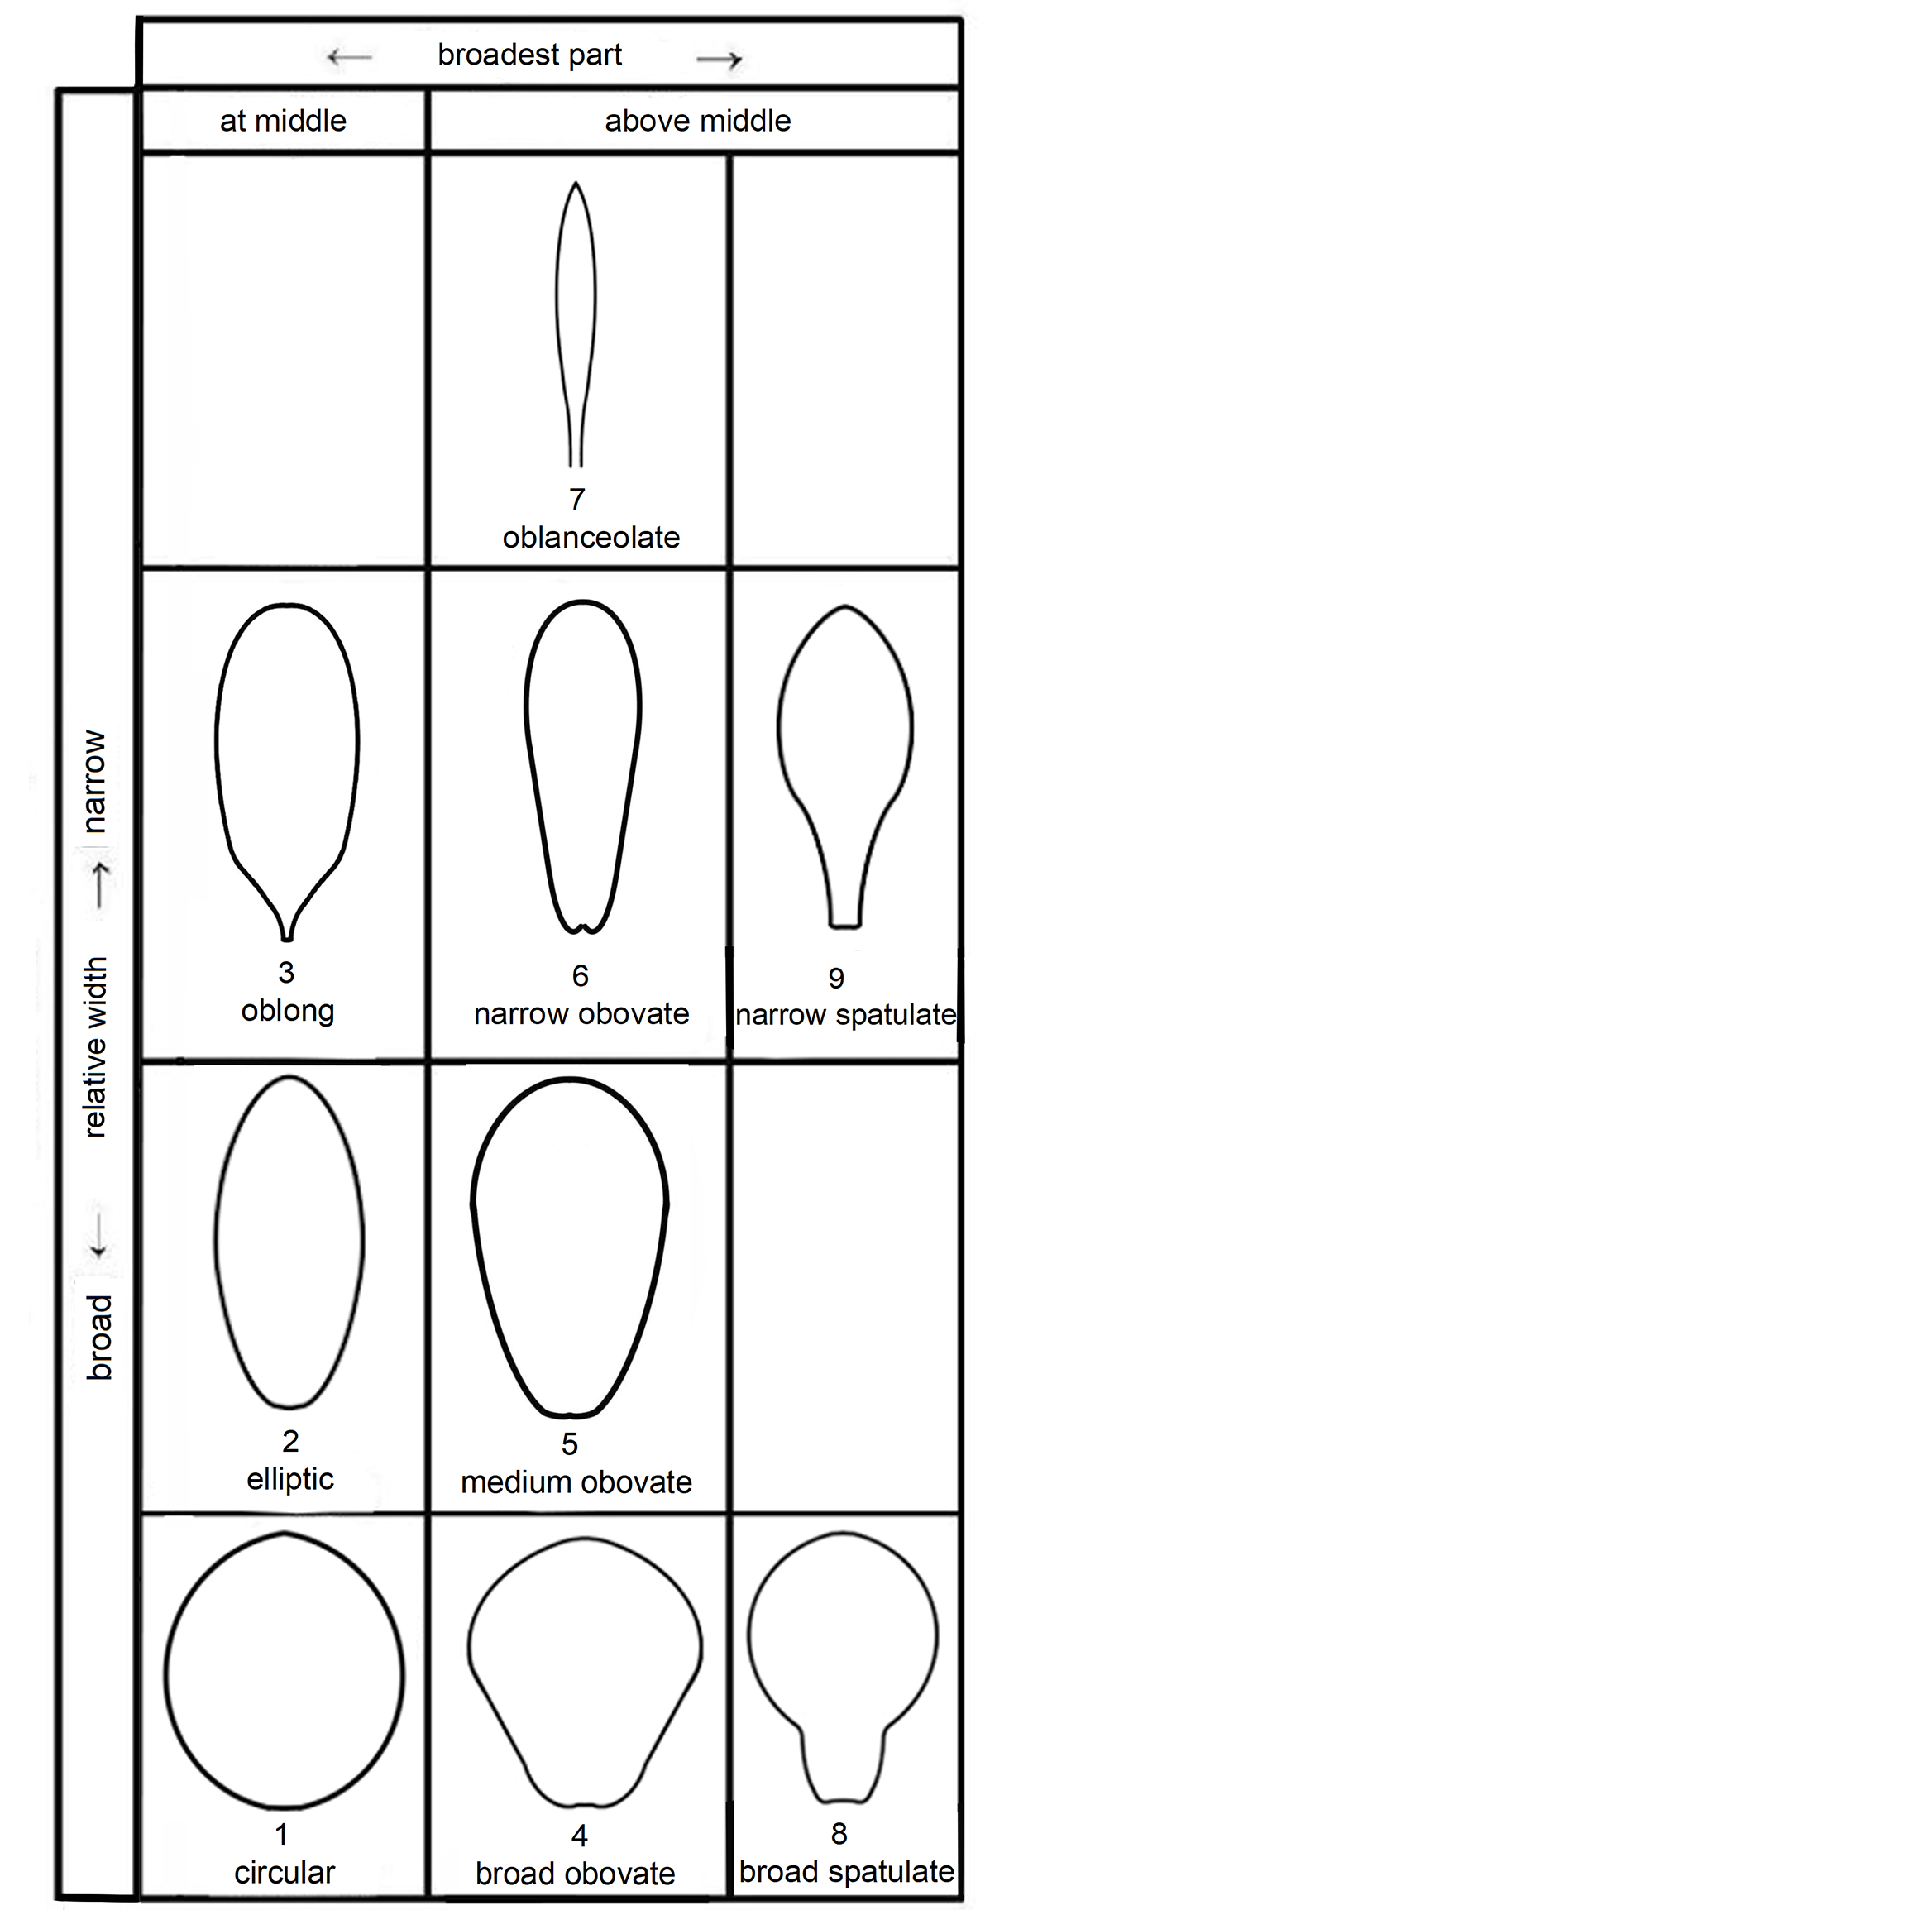 ← broadest part →
at middle
above middle
7
oblanceolate
3
oblong
6
narrow obovate
9
narrow spatulate
2
elliptic
5
medium obovate
1
circular
4
broad obovate
8
broad spatulate
broad ← relative width → narrow